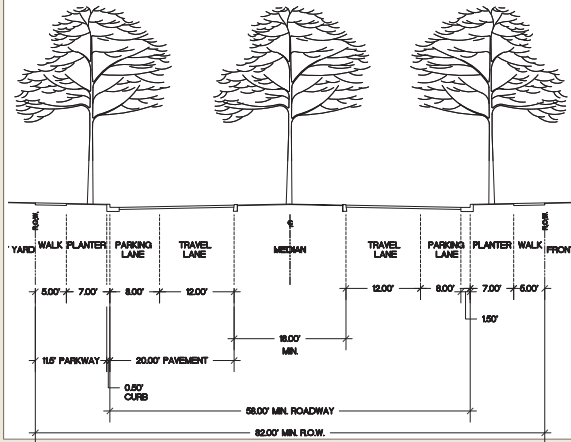 R.O.W.
R.O.W.
YARD WALK PLANTER PARKING LANE TRAVEL LANE MEDIAN TRAVEL LANE PARKING LANE PLANTER WALK FRONT
5.00' 7.00' 8.00' 12.00' 12.00' 8.00' 7.00' 5.00'
1.50'
18.00'
MIN.
11.5' PARKWAY 20.00' PAVEMENT
0.50'
CURB
58.00' MIN. ROADWAY
82.00' MIN. R.O.W.